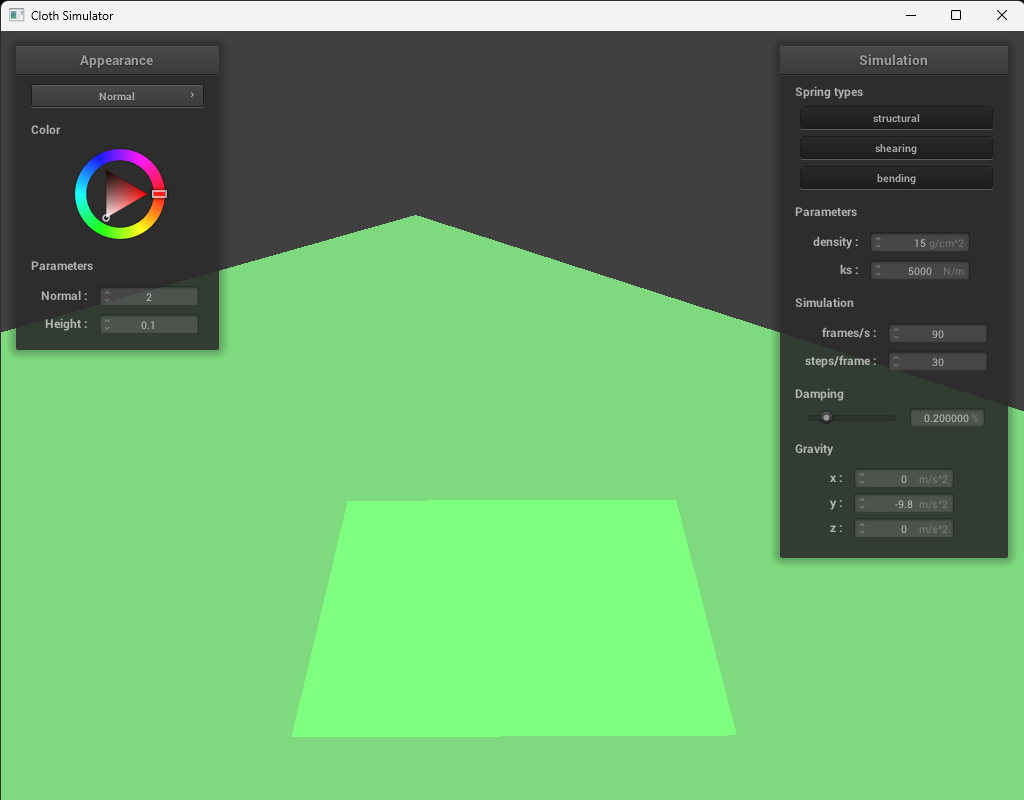 Cloth Simulator
Appearance
Normal
Color
Parameters
Normal : 2
Height : 0.1
Simulation
Spring types
structural
shearing
bending
Parameters
density : 15 g/cm^2
ks : 5000 N/m
Simulation
frames/s : 90
steps/frame : 30
Damping
0.200000 %
Gravity
x : 0 m/s^2
y : -9.8 m/s^2
z : 0 m/s^2